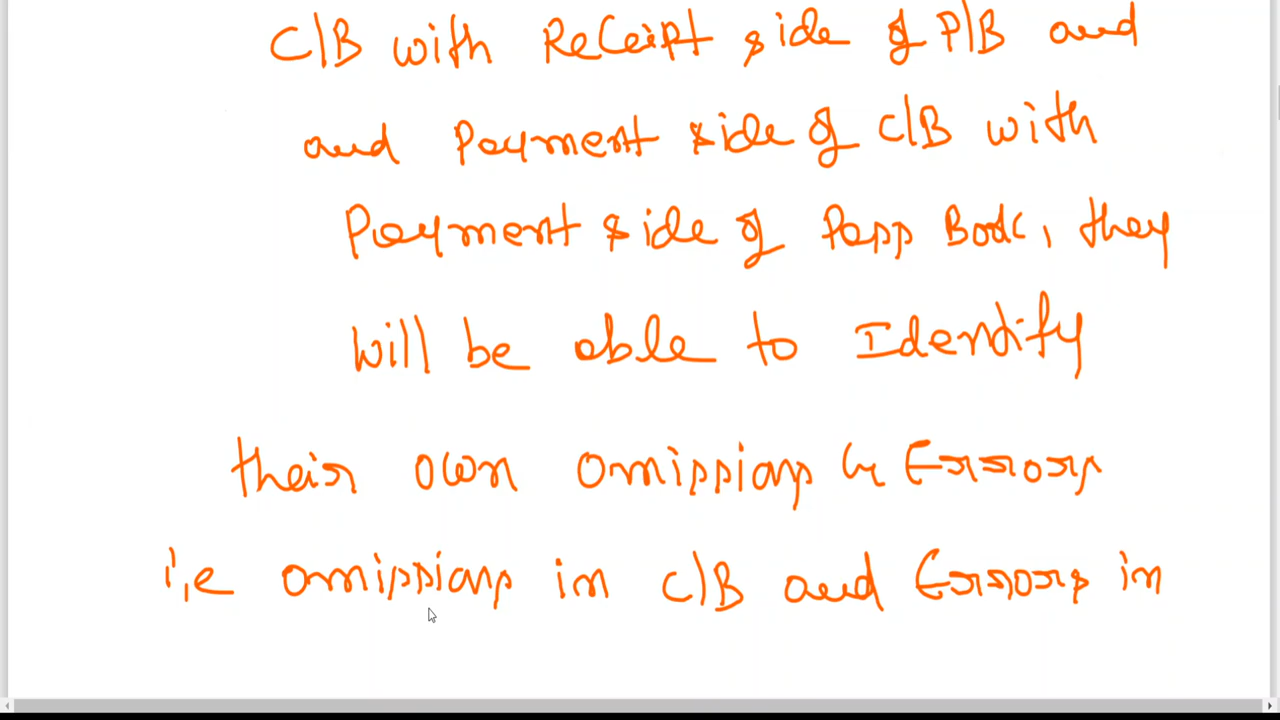 C/B with Receipt side of P/B and
and Payment side of C/B with
Payment side of Pass Book, they
will be able to Identify
their own omissions & Errors
i,e omissions in C/B and Errors in